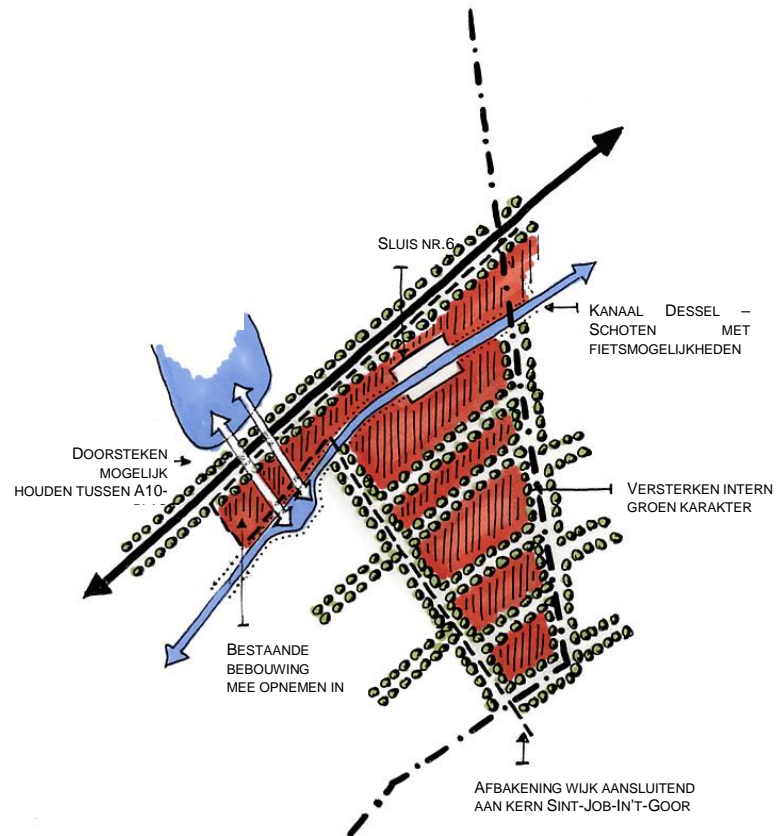 SLUIS NR.6
KANAAL DESSEL –
SCHOTEN MET
FIETSMOGELIJKHEDEN
DOORSTEKEN
MOGELIJK
HOUDEN TUSSEN A10-
VERSTERKEN INTERN
GROEN KARAKTER
BESTAANDE
BEBOUWING
MEE OPNEMEN IN
AFBAKENING WIJK AANSLUITEND
AAN KERN SINT-JOB-IN'T-GOOR